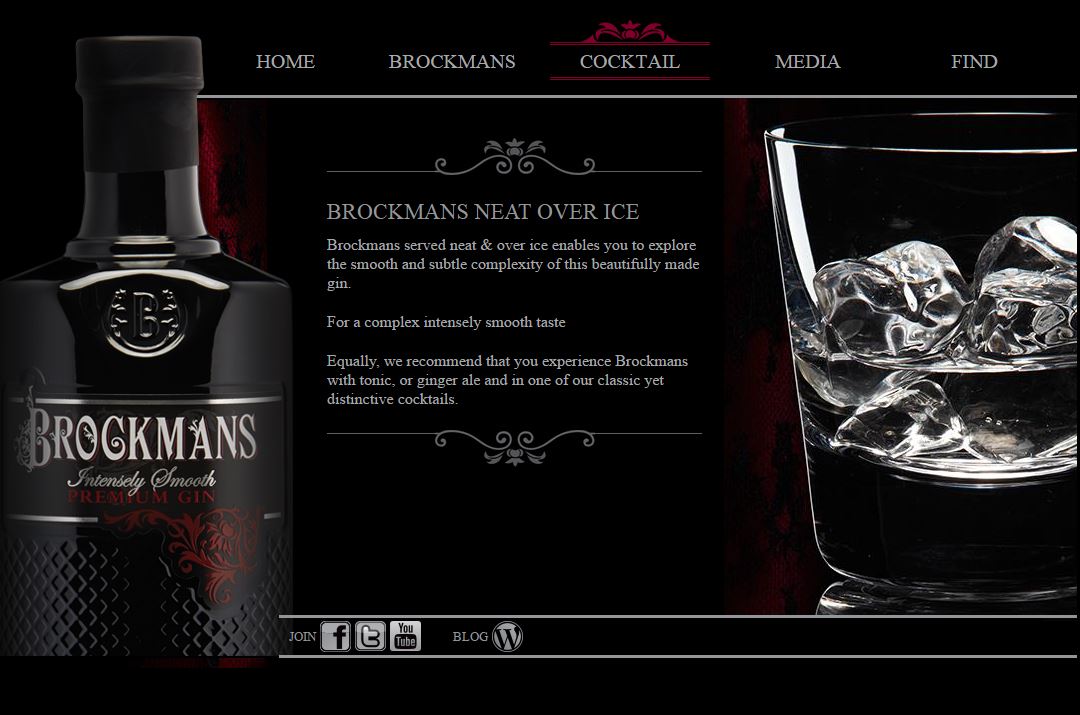 HOME BROCKMANS COCKTAIL MEDIA FIND
BROCKMANS NEAT OVER ICE
Brockmans served neat & over ice enables you to explore
the smooth and subtle complexity of this beautifully made
gin.
For a complex intensely smooth taste
Equally, we recommend that you experience Brockmans
with tonic, or ginger ale and in one of our classic yet
distinctive cocktails.
B
BROCKMANS
Intensely Smooth
PREMIUM GIN
JOIN f t You Tube BLOG W